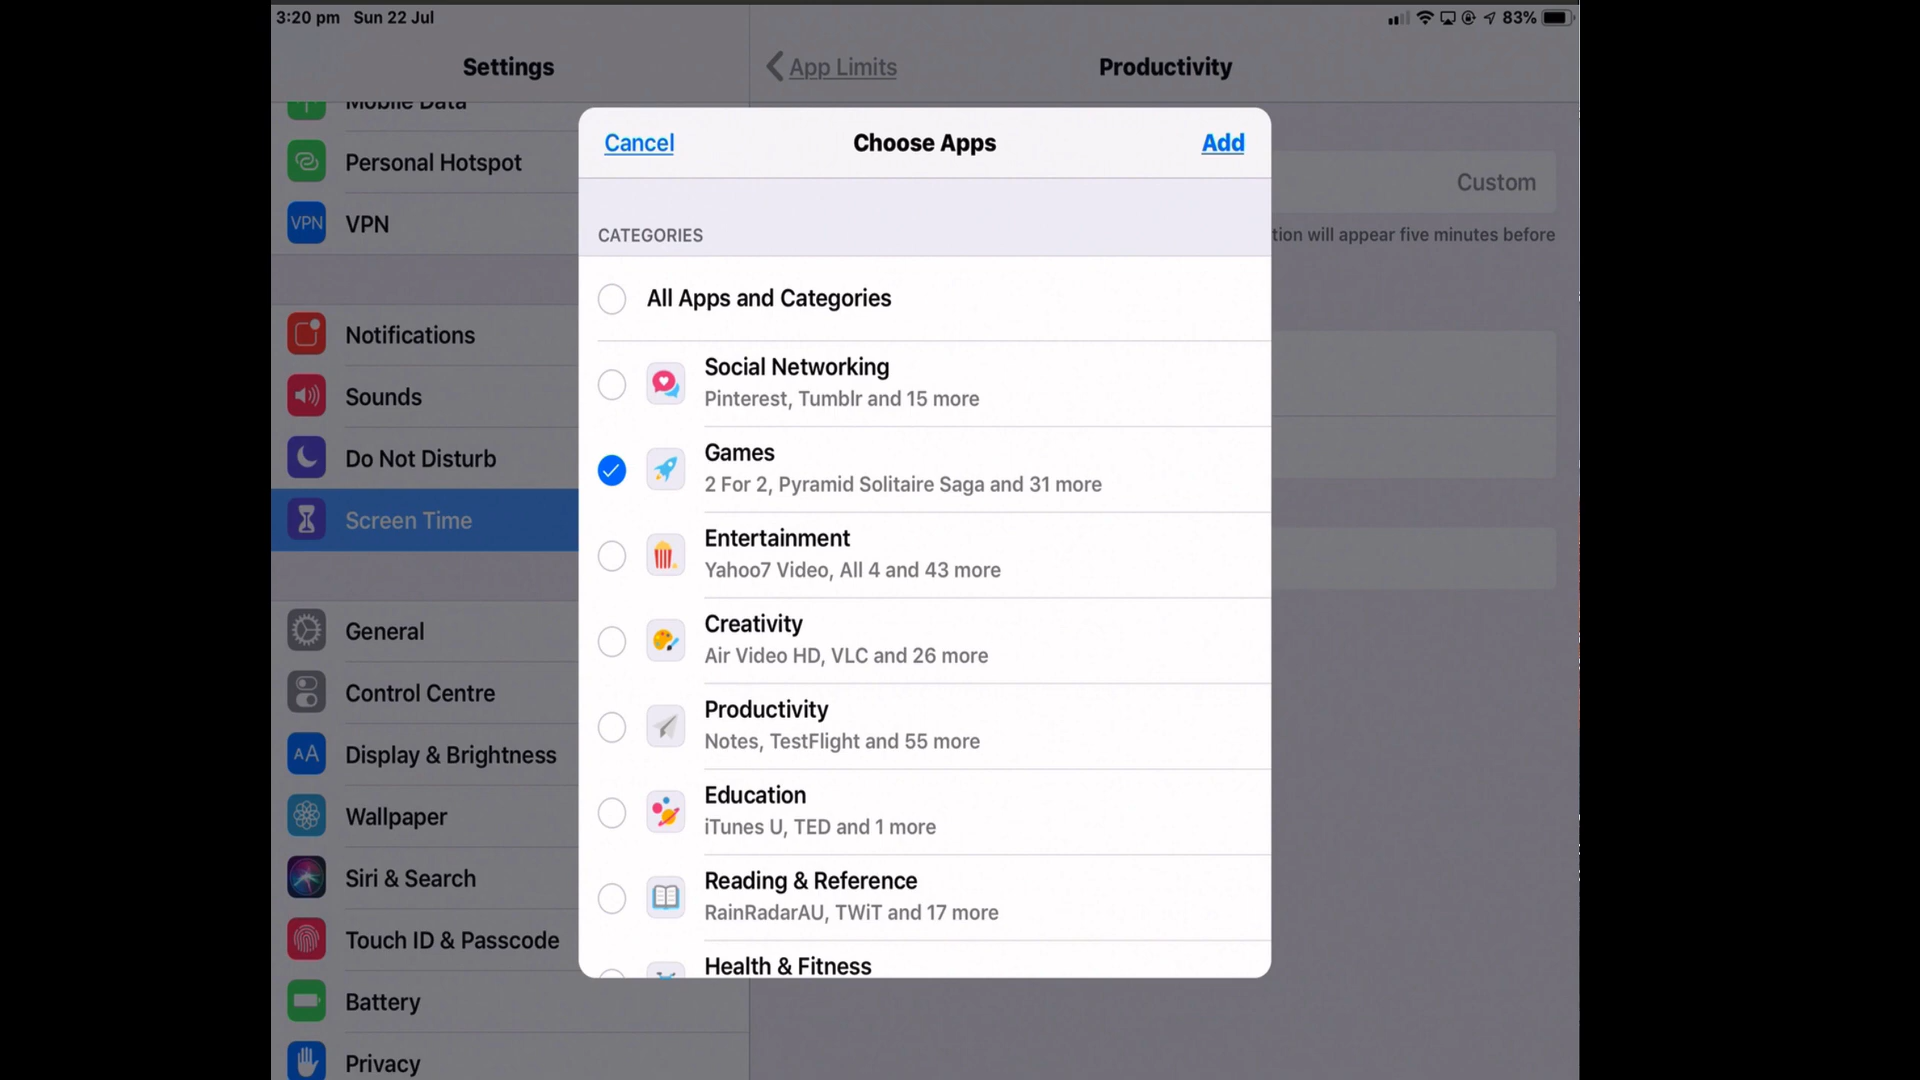 3:20 pm Sun 22 Jul
83%
Settings
App Limits
Productivity
Mobile Data
Personal Hotspot
VPN
VPN
Notifications
Sounds
Do Not Disturb
Screen Time
General
Control Centre
AA
Display & Brightness
Wallpaper
Siri & Search
Touch ID & Passcode
Battery
Privacy
Custom
tion will appear five minutes before
Cancel
Choose Apps
Add
CATEGORIES
All Apps and Categories
Social Networking
Pinterest, Tumblr and 15 more
Games
2 For 2, Pyramid Solitaire Saga and 31 more
Entertainment
Yahoo7 Video, All 4 and 43 more
Creativity
Air Video HD, VLC and 26 more
Productivity
Notes, TestFlight and 55 more
Education
iTunes U, TED and 1 more
Reading & Reference
RainRadarAU, TWiT and 17 more
Health & Fitness